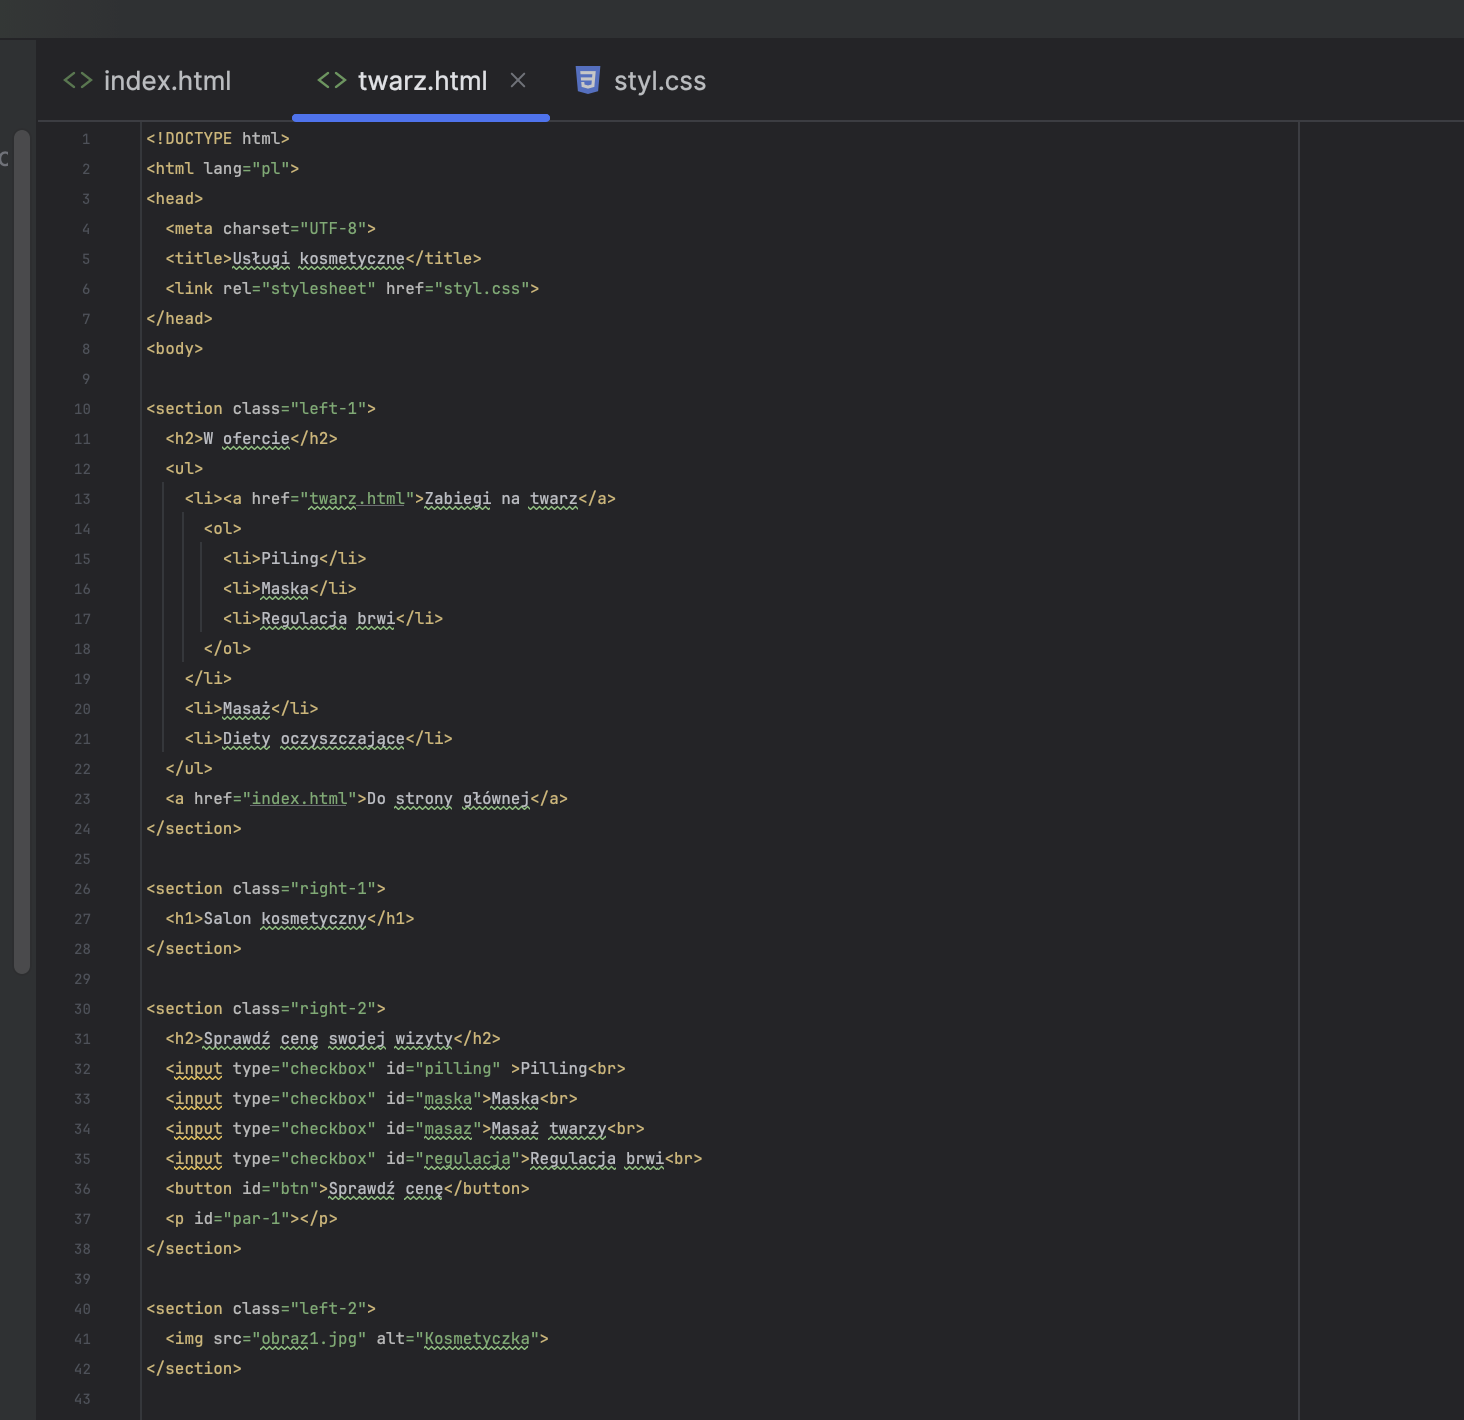 index.html twarz.html styl.css
1 <!DOCTYPE html>
2 <html lang="pl">
3 <head>
4 <meta charset="UTF-8">
5 <title>Usługi kosmetyczne</title>
6 <link rel="stylesheet" href="styl.css">
7 </head>
8 <body>
9
10 <section class="left-1">
11 <h2>W ofercie</h2>
12 <ul>
13 <li><a href="twarz.html">Zabiegi na twarz</a>
14 <ol>
15 <li>Piling</li>
16 <li>Maska</li>
17 <li>Regulacja brwi</li>
18 </ol>
19 </li>
20 <li>Masaż</li>
21 <li>Diety oczyszczające</li>
22 </ul>
23 <a href="index.html">Do strony głównej</a>
24 </section>
25
26 <section class="right-1">
27 <h1>Salon kosmetyczny</h1>
28 </section>
29
30 <section class="right-2">
31 <h2>Sprawdź cenę swojej wizyty</h2>
32 <input type="checkbox" id="pilling" >Pilling<br>
33 <input type="checkbox" id="maska">Maska<br>
34 <input type="checkbox" id="masaz">Masaż twarzy<br>
35 <input type="checkbox" id="regulacja">Regulacja brwi<br>
36 <button id="btn">Sprawdź cenę</button>
37 <p id="par-1"></p>
38 </section>
39
40 <section class="left-2">
41 <img src="obraz1.jpg" alt="Kosmetyczka">
42 </section>
43